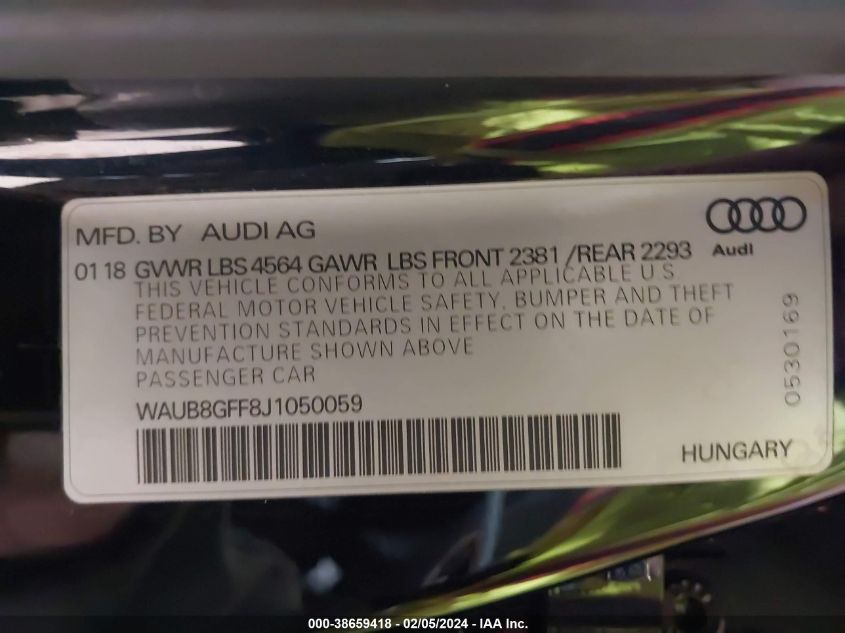 MFD. BY AUDI AG
Audi
01 18 GVWR LBS 4564 GAWR LBS FRONT 2381 /REAR 2293
THIS VEHICLE CONFORMS TO ALL APPLICABLE U S
FEDERAL MOTOR VEHICLE SAFETY, BUMPER AND THEFT
PREVENTION STANDARDS IN EFFECT ON THE DATE OF
MANUFACTURE SHOWN ABOVE
PASSENGER CAR
0530169
WAUB8GFF8J1050059
HUNGARY
000-38659418 - 02/05/2024 - IAA Inc.